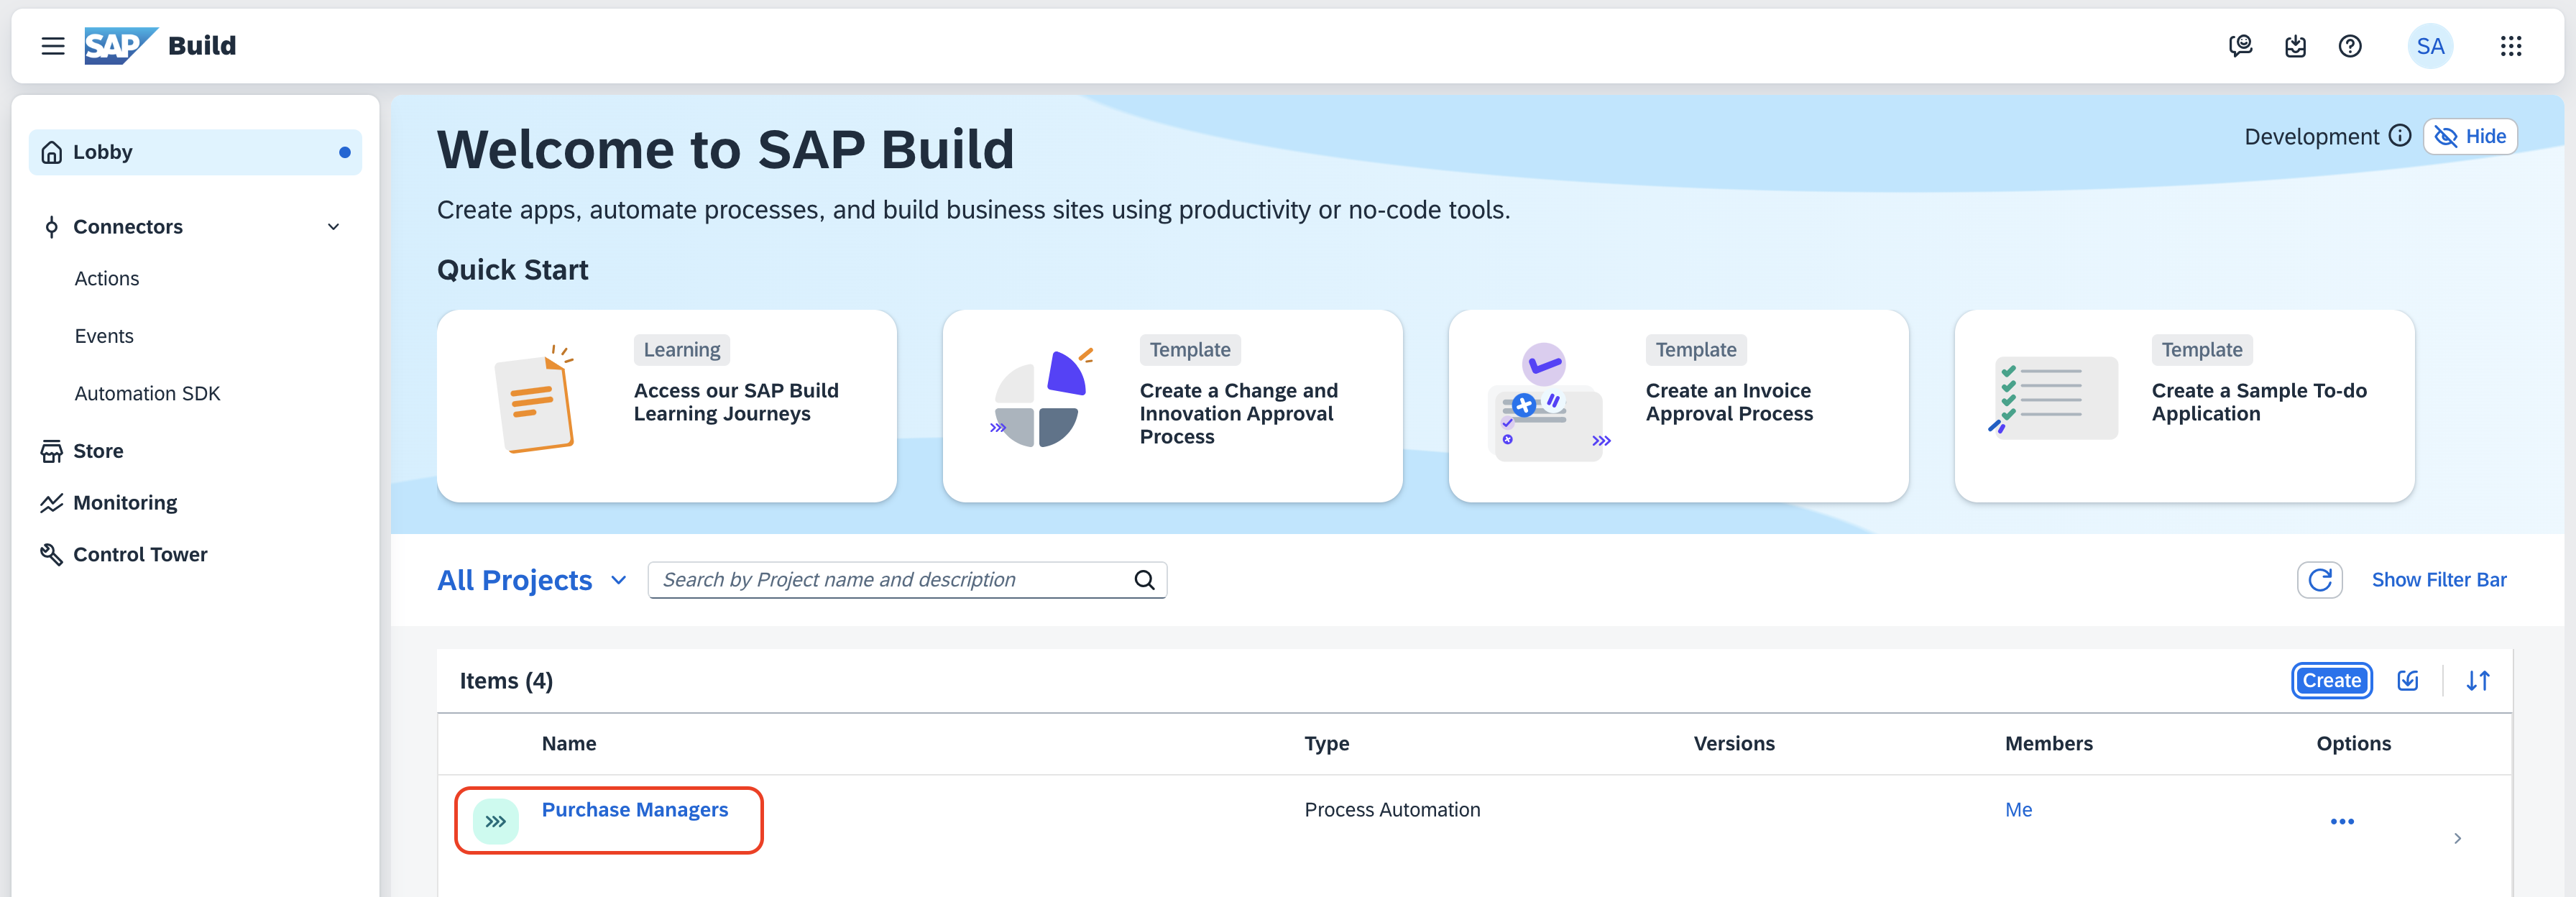 SAP Build
SA
Lobby
Connectors
Actions
Events
Automation SDK
Store
Monitoring
Control Tower
Welcome to SAP Build
Development
Hide
Create apps, automate processes, and build business sites using productivity or no-code tools.
Quick Start
Learning
Access our SAP Build
Learning Journeys
Template
Create a Change and
Innovation Approval
Process
Template
Create an Invoice
Approval Process
Template
Create a Sample To-do
Application
All Projects
Search by Project name and description
Show Filter Bar
Items (4)
Create
Name Type Versions Members Options
Purchase Managers Process Automation Me